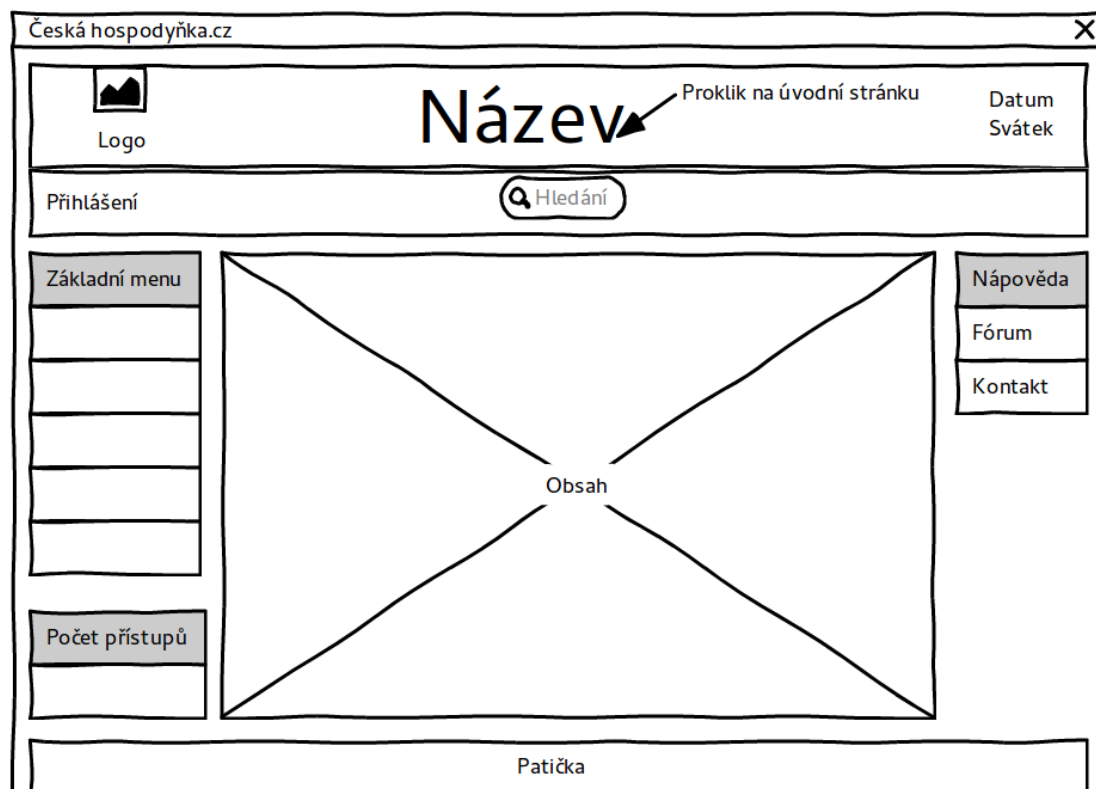 Česká hospodyňka.cz
Logo
Název
Proklik na úvodní stránku
Datum
Svátek
Přihlášení
Hledání
Základní menu
Obsah
Nápověda
Fórum
Kontakt
Počet přístupů
Patička